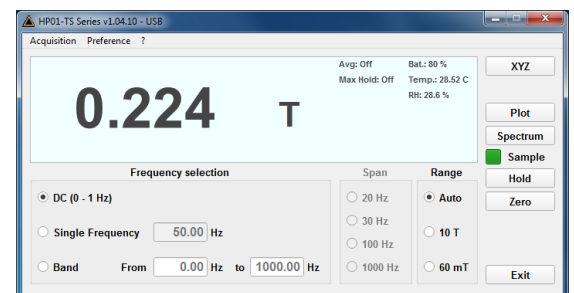 HP01-TS Series v1.04.10 - USB
Acquisition Preference ?
Avg: Off Bat.: 80 %
Max Hold: Off Temp.: 28.52 C
RH: 28.6 %
0.224 T
XYZ
Plot
Spectrum
Sample
Hold
Zero
Exit
Frequency selection
DC (0 - 1 Hz)
Single Frequency 50.00 Hz
Band From 0.00 Hz to 1000.00 Hz
Span
20 Hz
30 Hz
100 Hz
1000 Hz
Range
Auto
10 T
60 mT